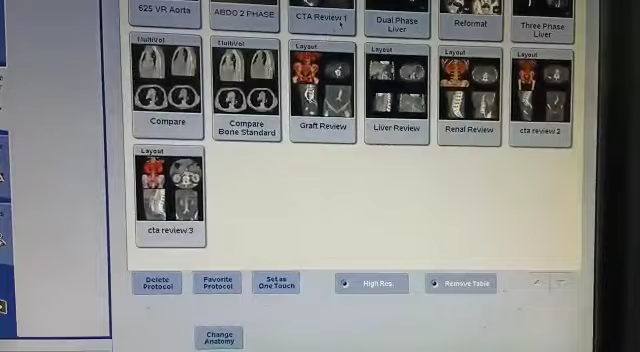 625 VR Aorta
ABDO 2 PHASE
CTA Review 1
Dual Phase
Liver
Reformat
Three Phase
Liver
MultiVol
Compare
MultiVol
Compare
Bone Standard
Layout
Graft Review
Layout
Liver Review
Layout
Renal Review
Layout
cta review 2
Layout
cta review 3
Delete
Protocol
Favorite
Protocol
Set as
One Touch
High Res.
Remove Table
Change
Anatomy